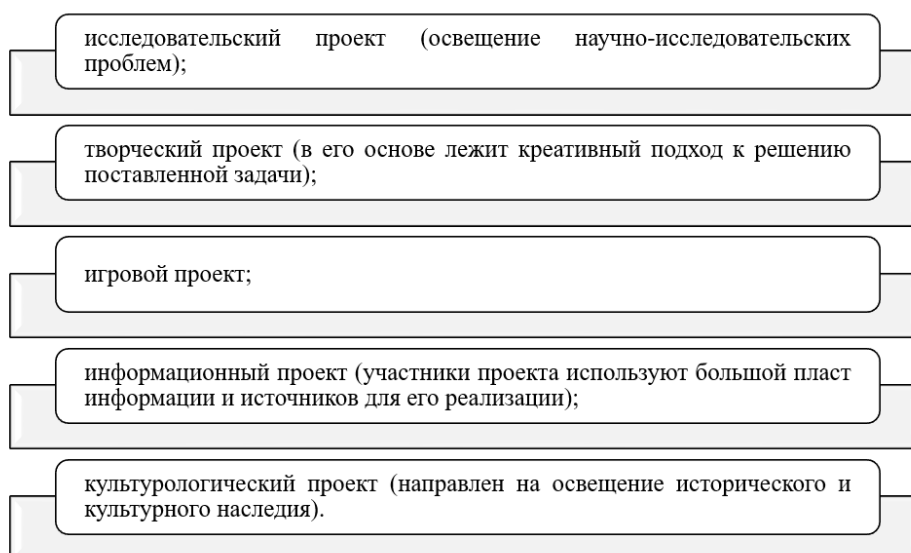 исследовательский проект (освещение научно-исследовательских
проблем);
творческий проект (в его основе лежит креативный подход к решению
поставленной задачи);
игровой проект;
информационный проект (участники проекта используют большой пласт
информации и источников для его реализации);
культурологический проект (направлен на освещение исторического и
культурного наследия).